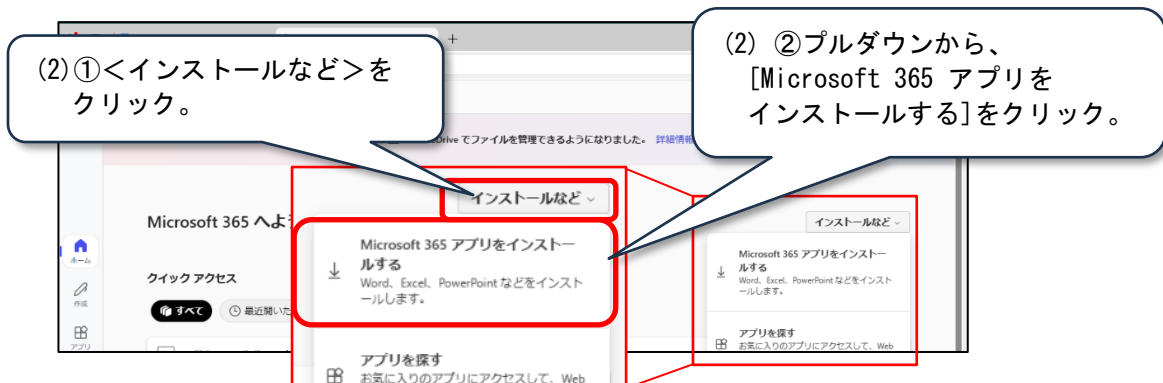 (2)①<インストールなど>を
クリック。
(2) ②プルダウンから、
[Microsoft 365 アプリを
インストールする]をクリック。
+
でファイルを管理できるようになりました。 詳細情報
インストールなど
Microsoft 365 へよ
Microsoft 365 アプリをインストー
ルする
Word、Excel、PowerPoint などをインスト
ールします。
アプリを探す
お気に入りのアプリにアクセスして、Web
ホーム
作成
アプリ
クイック アクセス
すべて
最近開いた
インストールなど
Microsoft 365 アプリをインストー
ルする
Word、Excel、PowerPoint などをインスト
ールします。
アプリを探す
お気に入りのアプリにアクセスして、Web